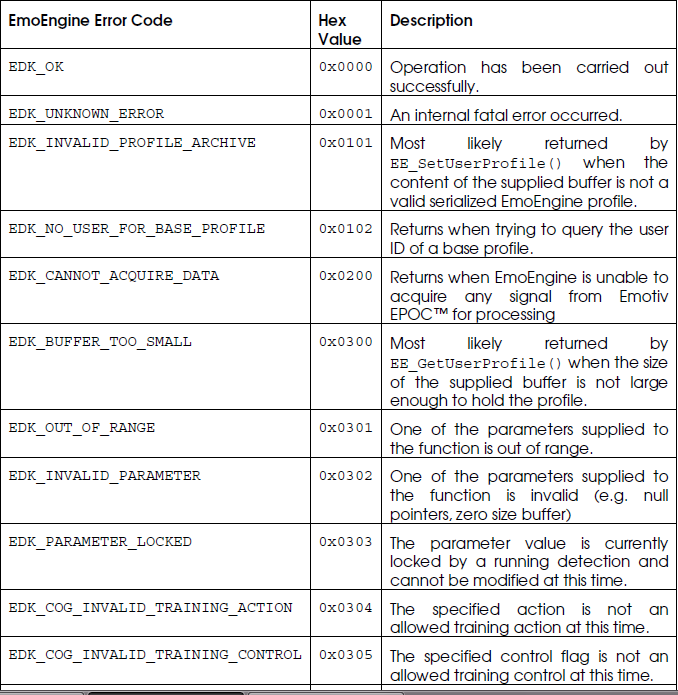 EmoEngine Error Code Hex Value Description
EDK_OK 0x0000 Operation has been carried out
successfully.
EDK_UNKNOWN_ERROR 0x0001 An internal fatal error occurred.
EDK_INVALID_PROFILE_ARCHIVE 0x0101 Most likely returned by
EE_SetUserProfile() when the
content of the supplied buffer is not a
valid serialized EmoEngine profile.
EDK_NO_USER_FOR_BASE_PROFILE 0x0102 Returns when trying to query the user
ID of a base profile.
EDK_CANNOT_ACQUIRE_DATA 0x0200 Returns when EmoEngine is unable to
acquire any signal from Emotiv
EPOC™ for processing
EDK_BUFFER_TOO_SMALL 0x0300 Most likely returned by
EE_GetUserProfile() when the size
of the supplied buffer is not large
enough to hold the profile.
EDK_OUT_OF_RANGE 0x0301 One of the parameters supplied to
the function is out of range.
EDK_INVALID_PARAMETER 0x0302 One of the parameters supplied to
the function is invalid (e.g. null
pointers, zero size buffer)
EDK_PARAMETER_LOCKED 0x0303 The parameter value is currently
locked by a running detection and
cannot be modified at this time.
EDK_COG_INVALID_TRAINING_ACTION 0x0304 The specified action is not an
allowed training action at this time.
EDK_COG_INVALID_TRAINING_CONTROL 0x0305 The specified control flag is not an
allowed training control at this time.